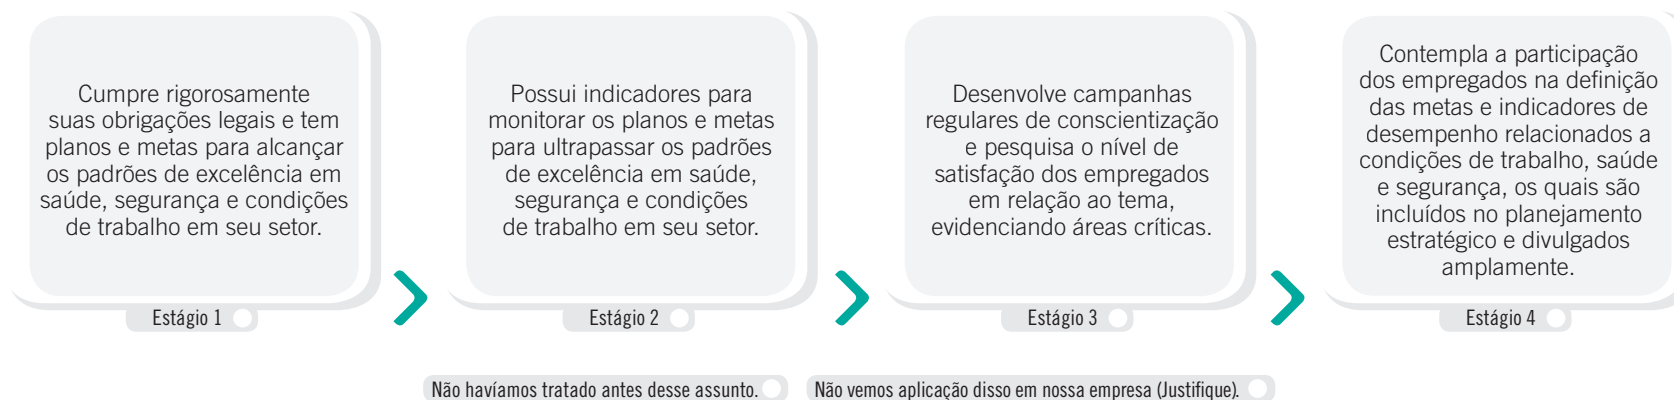 Cumpre rigorosamente
suas obrigações legais e tem
planos e metas para alcançar
os padrões de excelência em
saúde, segurança e condições
de trabalho em seu setor.
Estágio 1
Possui indicadores para
monitorar os planos e metas
para ultrapassar os padrões
de excelência em saúde,
segurança e condições
de trabalho em seu setor.
Estágio 2
Desenvolve campanhas
regulares de conscientização
e pesquisa o nível de
satisfação dos empregados
em relação ao tema,
evidenciando áreas críticas.
Estágio 3
Contempla a participação
dos empregados na definição
das metas e indicadores de
desempenho relacionados a
condições de trabalho, saúde
e segurança, os quais são
incluídos no planejamento
estratégico e divulgados
amplamente.
Estágio 4
Não havíamos tratado antes desse assunto.
Não vemos aplicação disso em nossa empresa (Justifique).